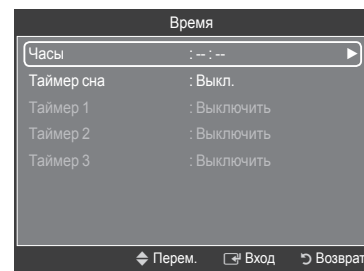 Время
Часы : -- : --
Таймер сна : Выкл.
Таймер 1 : Выключить
Таймер 2 : Выключить
Таймер 3 : Выключить
Перем. Вход Возврат